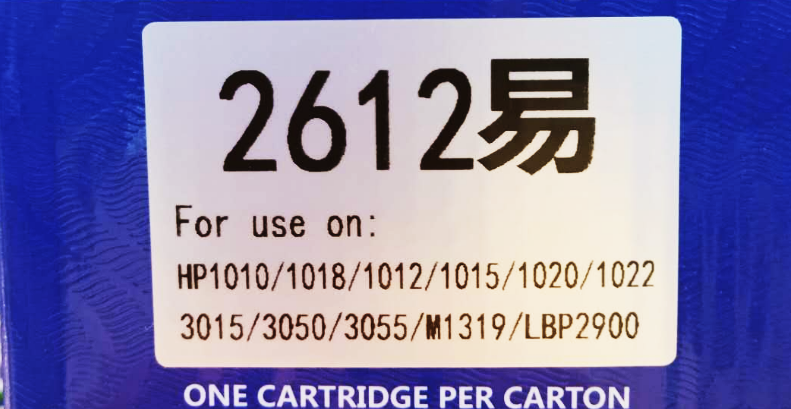 2612易
For use on:
HP1010/1018/1012/1015/1020/1022
3015/3050/3055/M1319/LBP2900
ONE CARTRIDGE PER CARTON